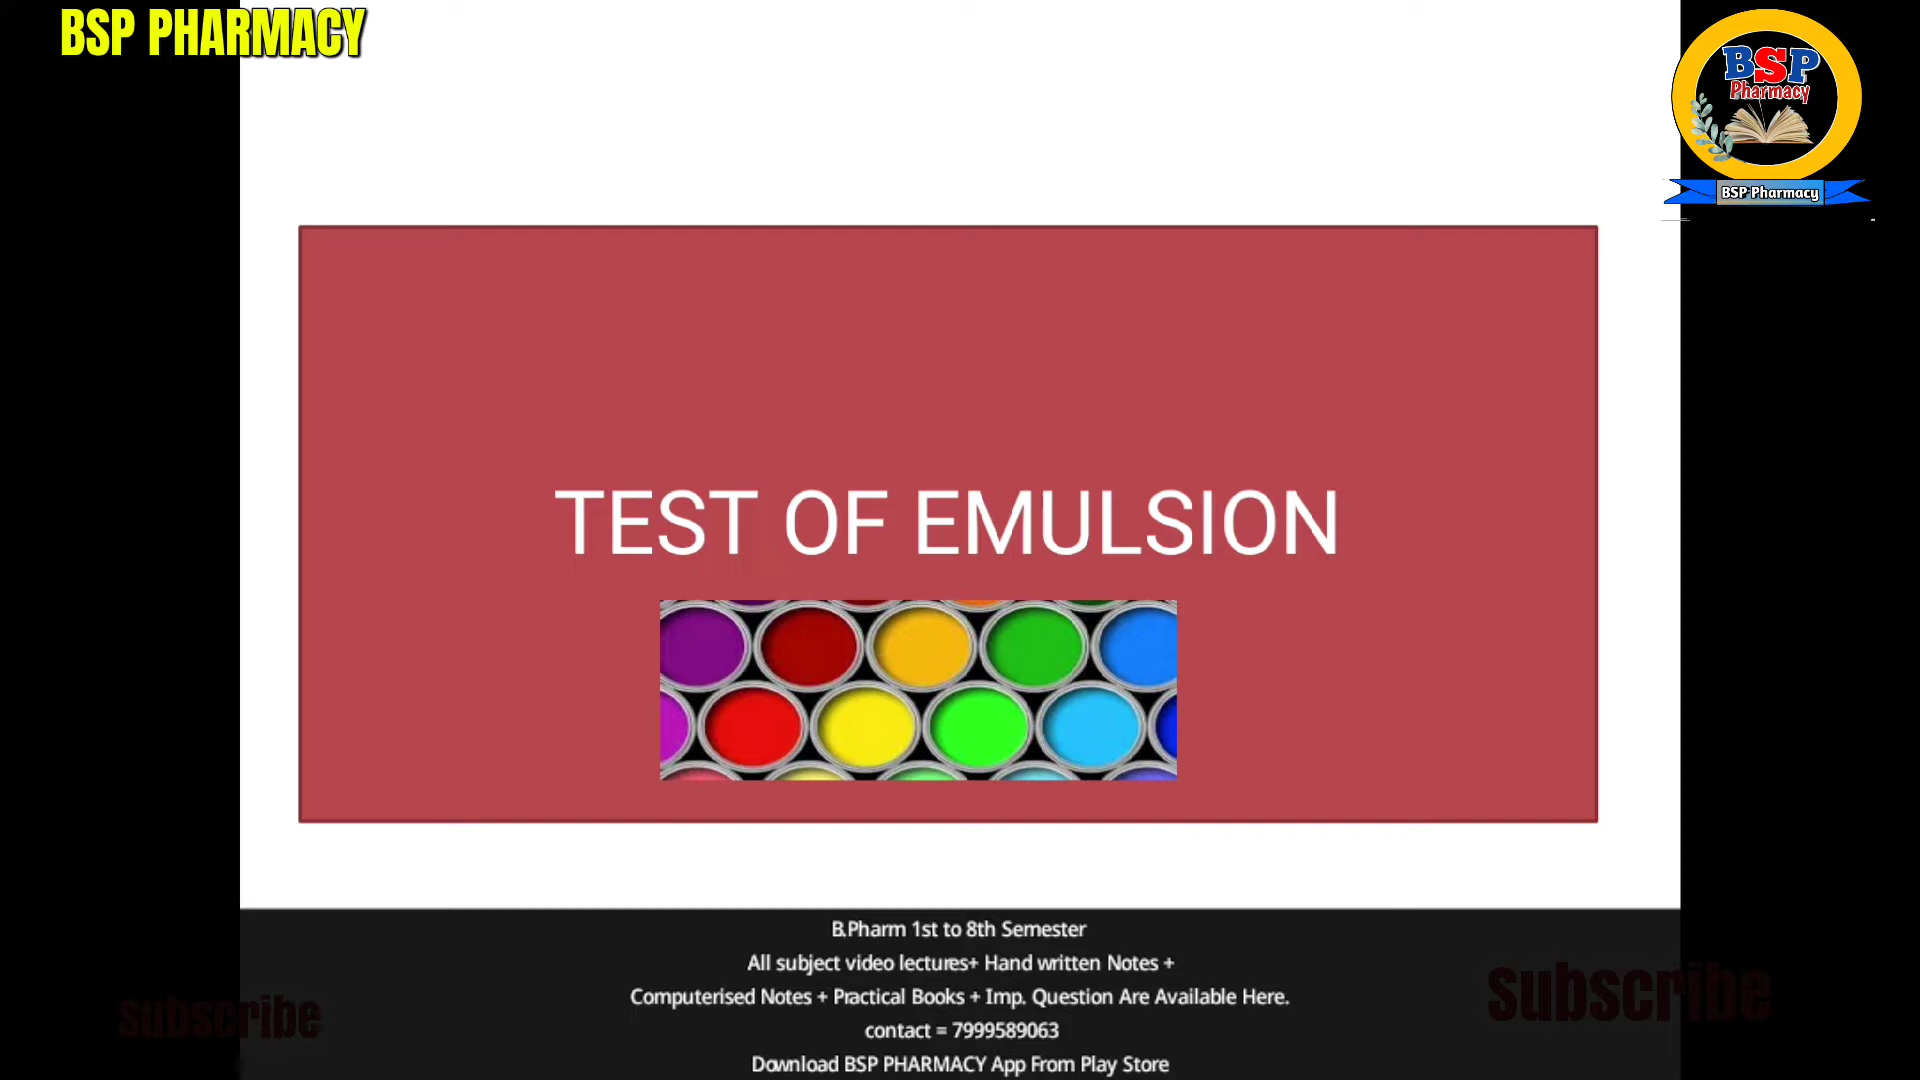 BSP PHARMACY
BSP
Pharmacy
BSP Pharmacy
TEST OF EMULSION
B.Pharm 1st to 8th Semester
All subject video lectures+ Hand written Notes +
Computerised Notes + Practical Books + Imp. Question Are Available Here.
contact = 7999589063
Download BSP PHARMACY App From Play Store
Subscribe
Subscribe